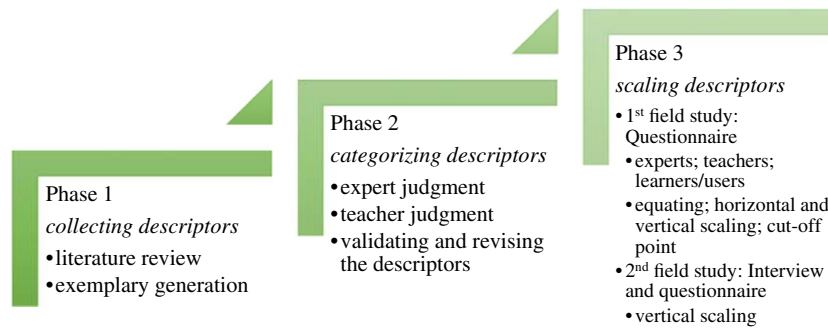 Phase 1
collecting descriptors
•literature review
•exemplary generation
Phase 2
categizing descriptors
•expert judgment
•teacher judgment
•validating and revising
the descriptors
Phase 3
scaling descriptors
•1st field study:
Questionnaire
•experts; teachers;
learners/users
•equating; horizontal and
vertical scaling; cut-off
point
•2nd field study: Interview
and questionnaire
•vertical scaling